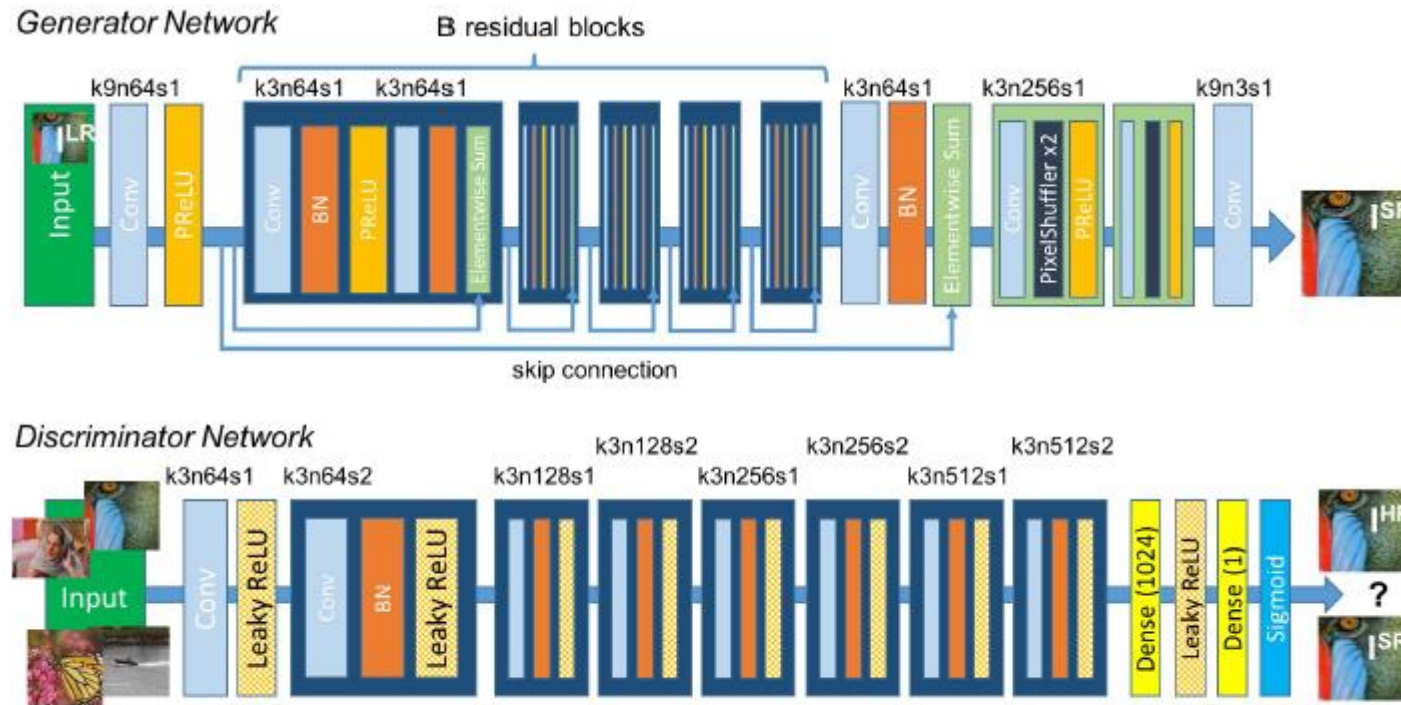 Generator Network
B residual blocks
k9n64s1
k3n64s1
k3n64s1
k3n64s1
k3n256s1
k9n3s1
Input
I^LR
Conv
PReLU
Conv
BN
PReLU
Elementwise Sum
Conv
BN
Elementwise Sum
Conv
PixelShuffler x2
PReLU
Conv
skip connection
Discriminator Network
k3n64s1
k3n64s2
k3n128s1
k3n128s2
k3n256s1
k3n256s2
k3n512s1
k3n512s2
Input
Conv
Leaky ReLU
Conv
BN
Leaky ReLU
Dense (1024)
Leaky ReLU
Dense (1)
Sigmoid
?